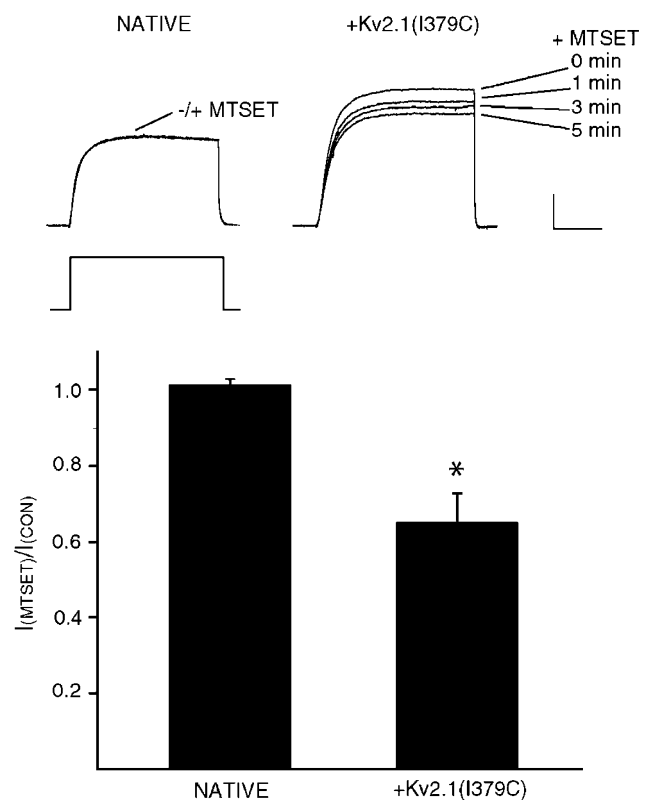 NATIVE
+Kv2.1(I379C)
+ MTSET
0 min
1 min
3 min
5 min
-/+ MTSET
I(MTSET)/I(CON)
1.0
0.8
0.6
0.4
0.2
*
NATIVE
+Kv2.1(I379C)